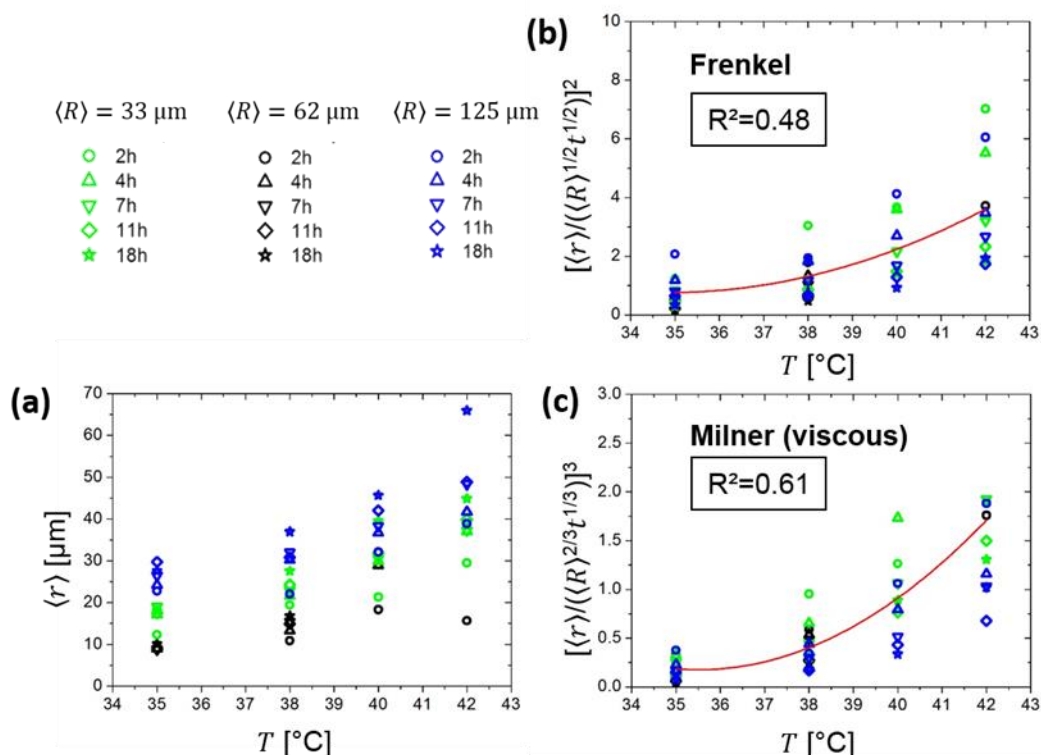 ⟨R⟩ = 33 μm ⟨R⟩ = 62 μm ⟨R⟩ = 125 μm
2h 2h 2h
4h 4h 4h
7h 7h 7h
11h 11h 11h
18h 18h 18h
(b)
Frenkel
R²=0.48
[⟨r⟩/(⟨R⟩^{1/2}t^{1/2})]^2
10
8
6
4
2
0
34 35 36 37 38 39 40 41 42 43
T [°C]
(a)
⟨r⟩ [μm]
70
60
50
40
30
20
10
0
34 35 36 37 38 39 40 41 42 43
T [°C]
(c)
Milner (viscous)
R²=0.61
[⟨r⟩/(⟨R⟩^{2/3}t^{1/3})]^3
3.0
2.5
2.0
1.5
1.0
0.5
0.0
34 35 36 37 38 39 40 41 42 43
T [°C]